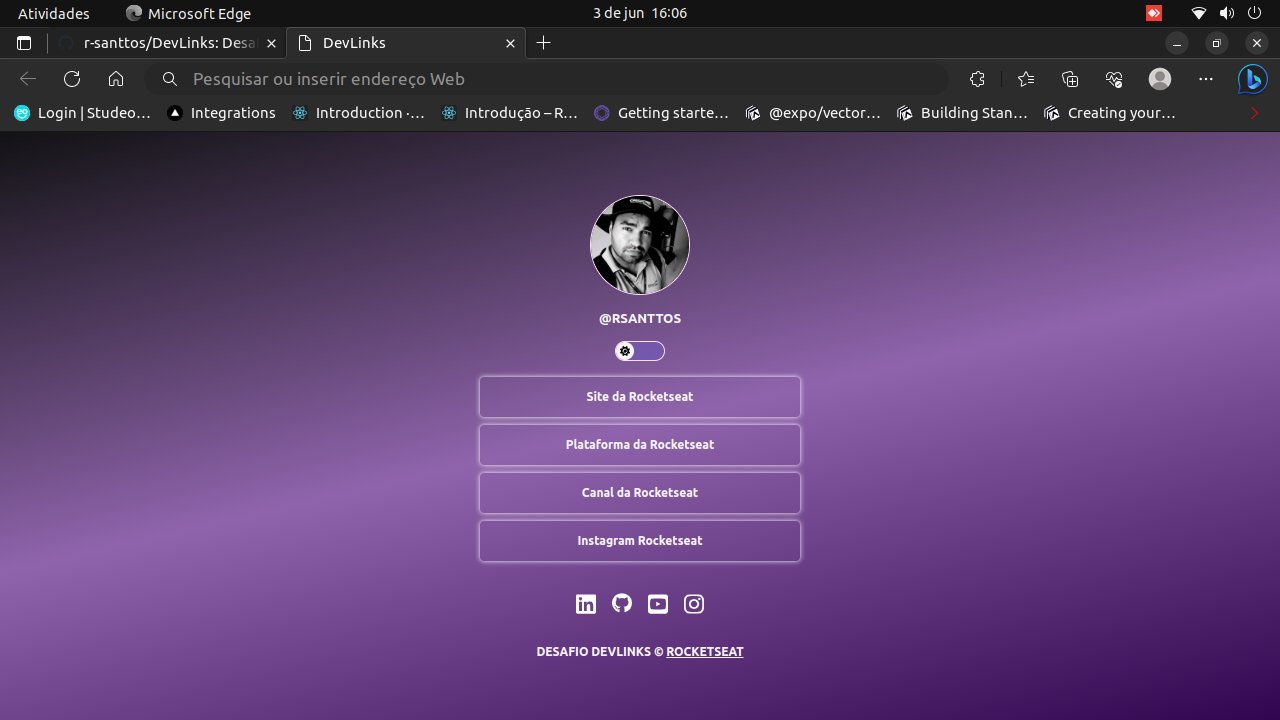 Atividades
Microsoft Edge
3 de jun 16:06
r-santtos/DevLinks: Desa
DevLinks
Pesquisar ou inserir endereço Web
Login | Studeo…
Integrations
Introduction ·…
Introdução – R…
Getting starte…
@expo/vector…
Building Stan…
Creating your…
@RSANTTOS
Site da Rocketseat
Plataforma da Rocketseat
Canal da Rocketseat
Instagram Rocketseat
DESAFIO DEVLINKS © ROCKETSEAT